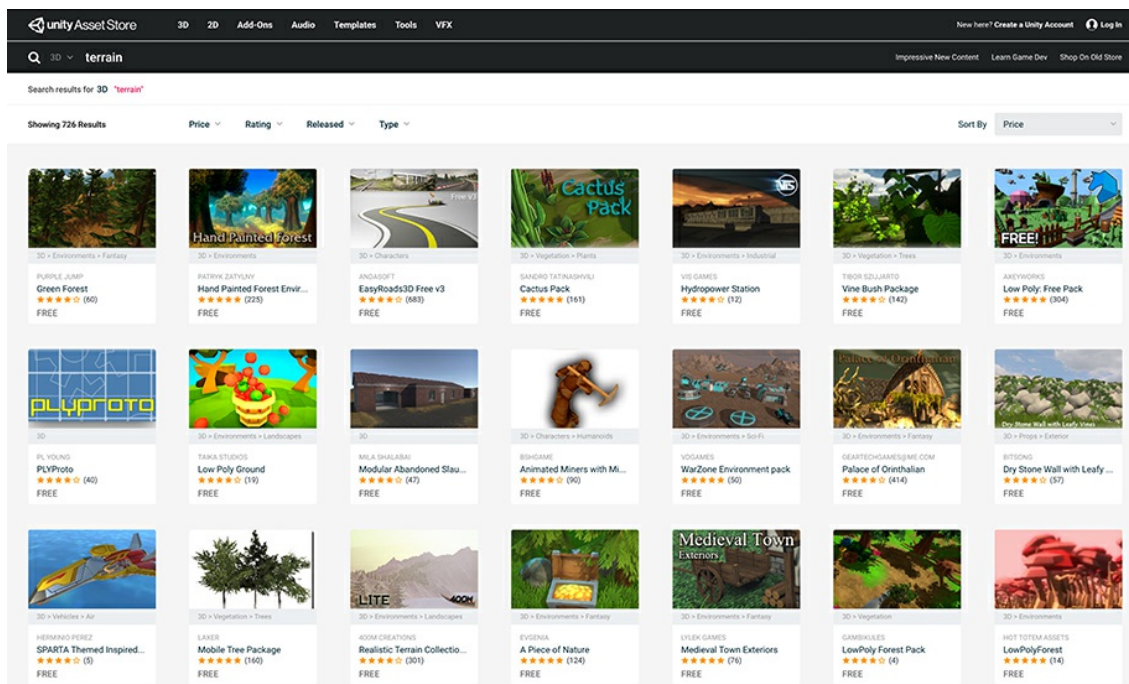 unity Asset Store 3D 2D Add-Ons Audio Templates Tools VFX New here? Create a Unity Account Log In
3D terrain Impressive New Content Learn Game Dev Shop On Old Store
Search results for 3D "terrain"
Showing 726 Results Price Rating Released Type Sort By Price
Hand Painted Forest
Free v3
Cactus Pack
VIS
FREE!
3D > Environments > Fantasy
3D > Environments
3D > Characters
3D > Vegetation > Plants
3D > Environments > Industrial
3D > Vegetation > Trees
3D > Environments
PURPLE JUMP
Green Forest
(60)
FREE
PATRYK ZATYLNY
Hand Painted Forest Envir...
(225)
FREE
ANDASOFT
EasyRoads3D Free v3
(683)
FREE
SANDRO TATINASHVILI
Cactus Pack
(161)
FREE
VIS GAMES
Hydropower Station
(12)
FREE
TIBOR SZIJJARTO
Vine Bush Package
(142)
FREE
AXEYWORKS
Low Poly: Free Pack
(304)
FREE
PLYPROTO
Palace of Orinthalian
Dry Stone Wall with Leafy Vines
3D
3D > Environments > Landscapes
3D
3D > Characters > Humanoids
3D > Environments > Sci-Fi
3D > Environments > Fantasy
3D > Props > Exterior
PL YOUNG
PLYProto
(40)
FREE
TAIKA STUDIOS
Low Poly Ground
(19)
FREE
MILA SHALABAI
Modular Abandoned Slau...
(47)
FREE
BSHGAME
Animated Miners with Mi...
(90)
FREE
VDGAMES
WarZone Environment pack
(50)
FREE
GEARTECHGAMES@ME.COM
Palace of Orinthalian
(414)
FREE
BITSONG
Dry Stone Wall with Leafy ...
(57)
FREE
LITE
400M
Medieval Town
Exteriors
3D > Vehicles > Air
3D > Vegetation > Trees
3D > Environments > Landscapes
3D > Environments > Fantasy
3D > Environments > Fantasy
3D > Vegetation
3D > Environments
HERMINIO PEREZ
SPARTA Themed Inspired...
(5)
FREE
LAXER
Mobile Tree Package
(160)
FREE
400M CREATIONS
Realistic Terrain Collectio...
(301)
FREE
EVGENIA
A Piece of Nature
(124)
FREE
LYLEK GAMES
Medieval Town Exteriors
(76)
FREE
GAMBIKULES
LowPoly Forest Pack
(4)
FREE
HOT TOTEM ASSETS
LowPolyForest
(14)
FREE